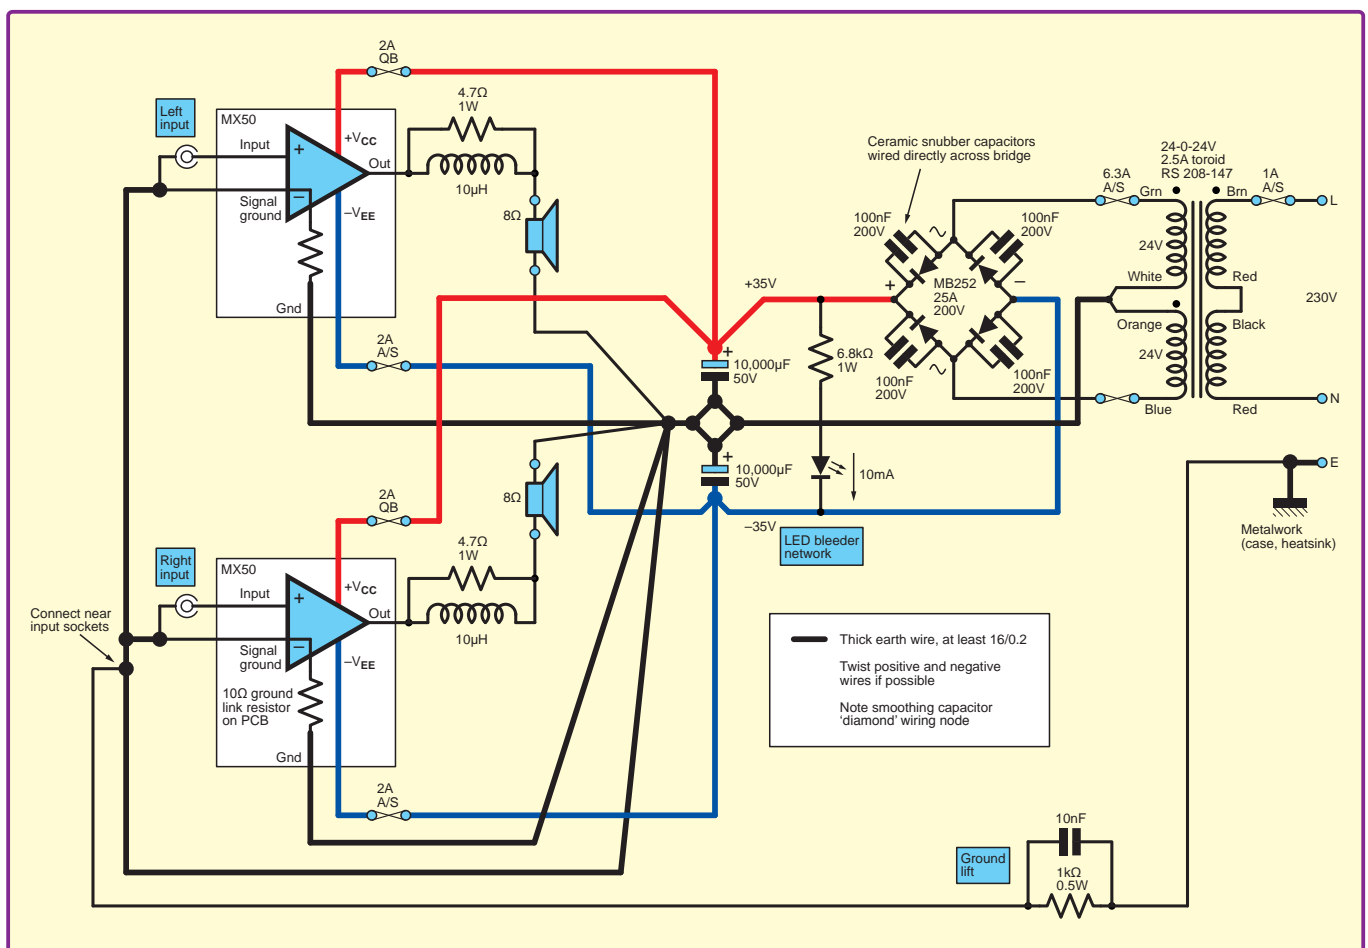 2A
QB
4.7Ω
1W
Left
input
MX50
Input
+VCC
Out
10µH
Signal
ground
–VEE
8Ω
Gnd
2A
A/S
Ceramic snubber capacitors
wired directly across bridge
24-0-24V
2.5A toroid
RS 208-147
6.3A
A/S
Grn
Brn
1A
A/S
L
100nF
200V
100nF
200V
24V
White
Red
+
MB252
25A
200V
–
+35V
230V
Orange
Black
24V
100nF
200V
100nF
200V
Blue
Red
N
+
10,000µF
50V
6.8kΩ
1W
+
10,000µF
50V
10mA
E
–35V
LED bleeder
network
Metalwork
(case, heatsink)
2A
QB
8Ω
4.7Ω
1W
Right
input
MX50
Input
+VCC
Out
10µH
Connect near
input sockets
Signal
ground
–VEE
10Ω ground
link resistor
on PCB
Gnd
2A
A/S
Thick earth wire, at least 16/0.2
Twist positive and negative
wires if possible
Note smoothing capacitor
‘diamond’ wiring node
Ground
lift
10nF
1kΩ
0.5W